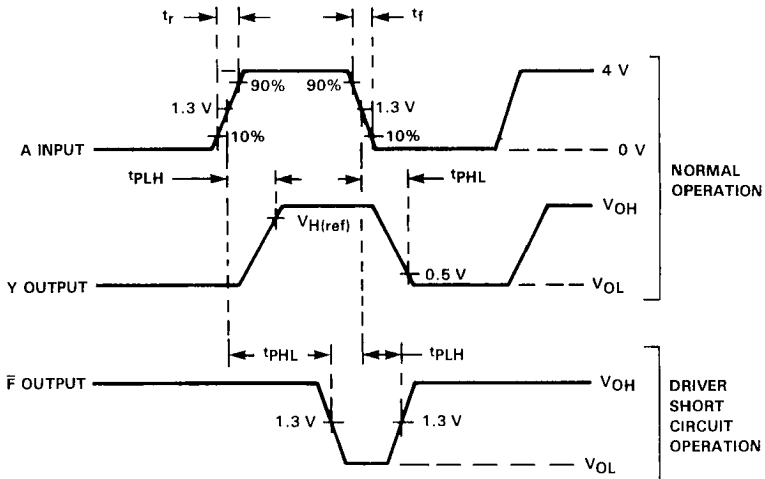 tr
tf
4 V
90%
90%
1.3 V
1.3 V
10%
10%
A INPUT
0 V
tPLH
tPHL
NORMAL
OPERATION
VOH
VH(ref)
0.5 V
Y OUTPUT
VOL
tPHL
tPLH
F̅ OUTPUT
VOH
DRIVER
SHORT
CIRCUIT
OPERATION
1.3 V
1.3 V
VOL